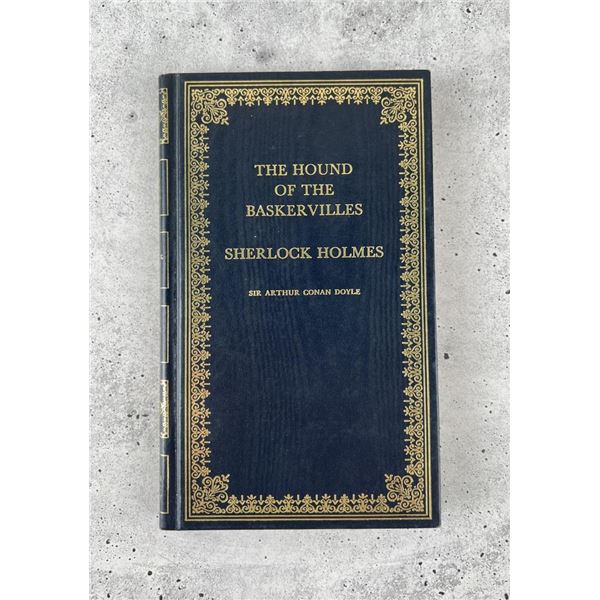 THE HOUND
OF THE
BASKERVILLES
SHERLOCK HOLMES
SIR ARTHUR CONAN DOYLE